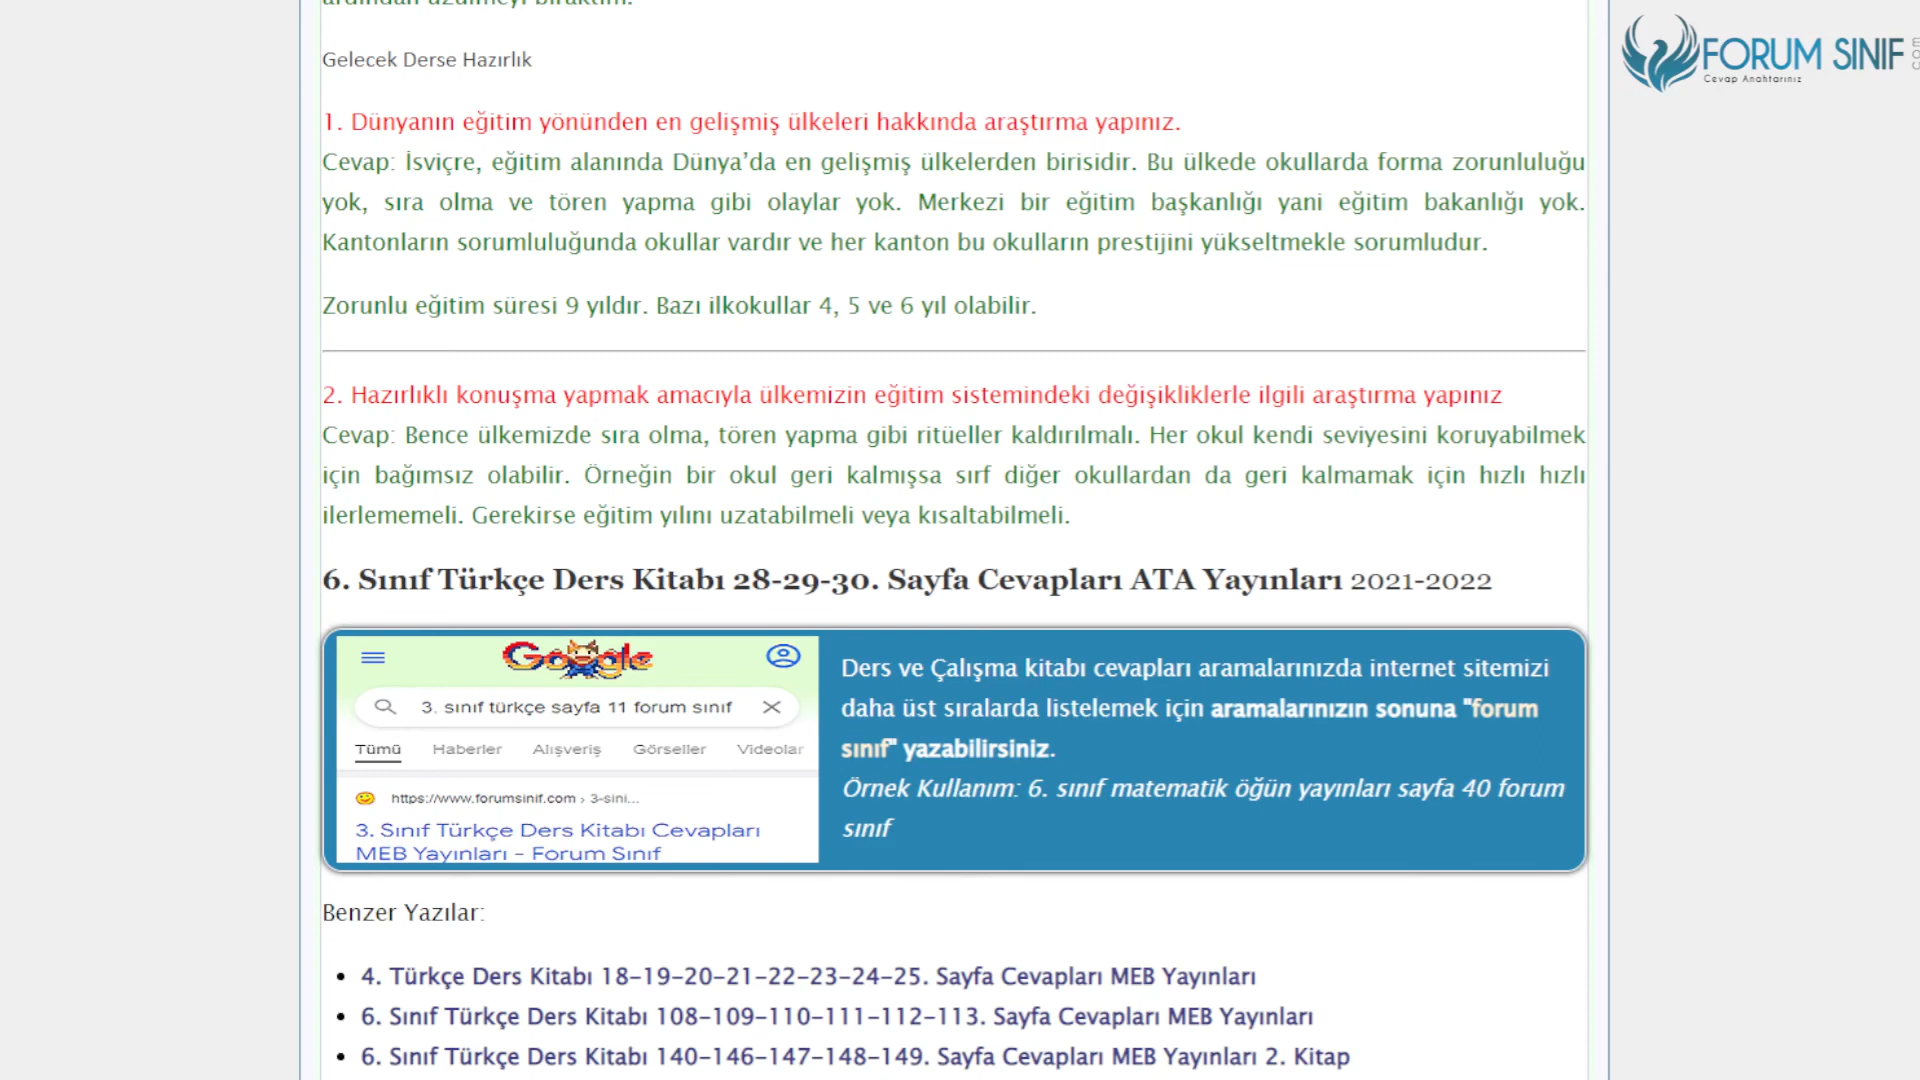 FORUM SINIF
Cevap Anahtarınız
Gelecek Derse Hazırlık
1. Dünyanın eğitim yönünden en gelişmiş ülkeleri hakkında araştırma yapınız.
Cevap: İsviçre, eğitim alanında Dünya’da en gelişmiş ülkelerden birisidir. Bu ülkede okullarda forma zorunluluğu
yok, sıra olma ve tören yapma gibi olaylar yok. Merkezi bir eğitim başkanlığı yani eğitim bakanlığı yok.
Kantonların sorumluluğunda okullar vardır ve her kanton bu okulların prestijini yükseltmekle sorumludur.
Zorunlu eğitim süresi 9 yıldır. Bazı ilkokullar 4, 5 ve 6 yıl olabilir.
2. Hazırlıklı konuşma yapmak amacıyla ülkemizin eğitim sistemindeki değişikliklerle ilgili araştırma yapınız
Cevap: Bence ülkemizde sıra olma, tören yapma gibi ritüeller kaldırılmalı. Her okul kendi seviyesini koruyabilmek
için bağımsız olabilir. Örneğin bir okul geri kalmışsa sırf diğer okullardan da geri kalmamak için hızlı hızlı
ilerlememeli. Gerekirse eğitim yılını uzatabilmeli veya kısaltabilmeli.
6. Sınıf Türkçe Ders Kitabı 28-29-30. Sayfa Cevapları ATA Yayınları 2021-2022
Google
3. sınıf türkçe sayfa 11 forum sınıf
Tümü Haberler Alışveriş Görseller Videolar
https://www.forumsinif.com › 3-sini...
3. Sınıf Türkçe Ders Kitabı Cevapları
MEB Yayınları – Forum Sınıf
Ders ve Çalışma kitabı cevapları aramalarınızda internet sitemizi
daha üst sıralarda listelemek için aramalarınızın sonuna "forum
sınıf" yazabilirsiniz.
Örnek Kullanım: 6. sınıf matematik öğün yayınları sayfa 40 forum
sınıf
Benzer Yazılar:
• 4. Türkçe Ders Kitabı 18–19–20–21–22–23–24–25. Sayfa Cevapları MEB Yayınları
• 6. Sınıf Türkçe Ders Kitabı 108–109–110–111–112–113. Sayfa Cevapları MEB Yayınları
• 6. Sınıf Türkçe Ders Kitabı 140–146–147–148–149. Sayfa Cevapları MEB Yayınları 2. Kitap